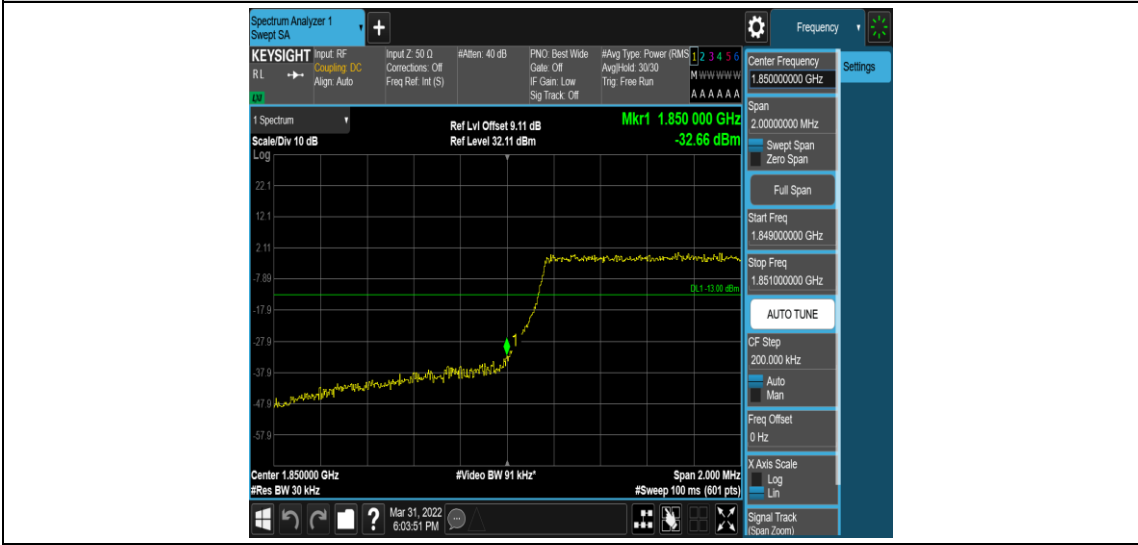 Spectrum Analyzer 1
Swept SA
+
Frequency
KEYSIGHT
RL
LXI
Input: RF
Coupling: DC
Align: Auto
Input Z: 50 Ω
Corrections: Off
Freq Ref: Int (S)
#Atten: 40 dB
PNO: Best Wide
Gate: Off
IF Gain: Low
Sig Track: Off
#Avg Type: Power (RMS
Avg|Hold: 30/30
Trig: Free Run
1 2 3 4 5 6
M W W W W W
A A A A A A
1 Spectrum
Scale/Div 10 dB
Log
Ref Lvl Offset 9.11 dB
Ref Level 32.11 dBm
Mkr1 1.850 000 GHz
-32.66 dBm
22.1
12.1
2.11
-7.89
DL1 -13.00 dBm
-17.9
1
-27.9
-37.9
-47.9
-57.9
Center 1.850000 GHz
#Res BW 30 kHz
#Video BW 91 kHz*
Span 2.000 MHz
#Sweep 100 ms (601 pts)
?
Mar 31, 2022
6:03:51 PM
Center Frequency
1.850000000 GHz
Span
2.00000000 MHz
Swept Span
Zero Span
Full Span
Start Freq
1.849000000 GHz
Stop Freq
1.851000000 GHz
AUTO TUNE
CF Step
200.000 kHz
Auto
Man
Freq Offset
0 Hz
X Axis Scale
Log
Lin
Signal Track
(Span Zoom)
Settings